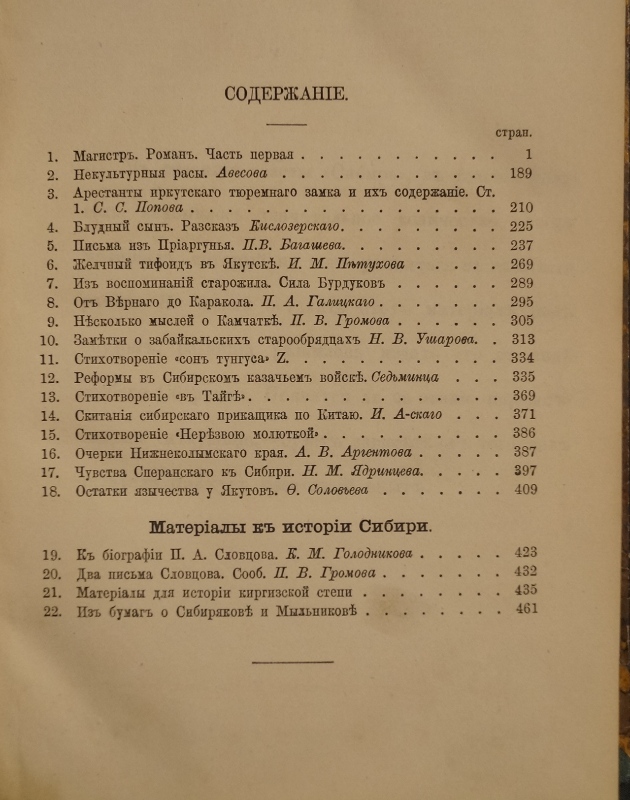 СОДЕРЖАНІЕ.
стран.
1. Магистръ. Романъ. Часть первая . . . . . . . . . . . 1
2. Некультурныя расы. Авесова . . . . . . . . . . . . 189
3. Арестанты иркутскаго тюремнаго замка и ихъ содержаніе. Ст.
1. С. С. Попова . . . . . . . . . . . . . . . . 210
4. Блудный сынъ. Разсказъ Кислозерскаго. . . . . . . . . 225
5. Письма изъ Пріаргунья. П.В. Багашева. . . . . . . . . 237
6. Желчный тифоидъ въ Якутскѣ. И. М. Пѣтухова . . . . . . 269
7. Изъ воспоминаній старожила. Сила Бурдуковъ . . . . . . . 289
8. Отъ Вѣрнаго до Каракола. П. А. Галицкаго . . . . . . . 295
9. Нѣсколько мыслей о Камчаткѣ. П. В. Громова . . . . . . 305
10. Замѣтки о забайкальскихъ старообрядцахъ Н. В. Ушарова. . 313
11. Стихотвореніе «сонъ тунгуса» Z. . . . . . . . . . . . 334
12. Реформы въ Сибирскомъ казачьемъ войскѣ. Седьминца . . . 335
13. Стихотвореніе «въ Тайгѣ». . . . . . . . . . . . . . 369
14. Скитанія сибирскаго прикащика по Китаю. И. А-скаго . . . 371
15. Стихотвореніе «Нерѣзвою молюткой» . . . . . . . . . . 386
16. Очерки Нижнеколымскаго края. А. В. Аргентова . . . . . 387
17. Чувства Сперанскаго къ Сибири. Н. М. Ядринцева. . . . . 397
18. Остатки язычества у Якутовъ. Ѳ. Соловьева . . . . . . . 409
Матеріалы къ исторіи Сибири.
19. Къ біографіи П. А. Словцова. К. М. Голодникова . . . . . 423
20. Два письма Словцова. Сооб. П. В. Громова . . . . . . . 432
21. Матеріалы для исторіи киргизской степи . . . . . . . . 435
22. Изъ бумагъ о Сибиряковѣ и Мыльниковѣ . . . . . . . . 461